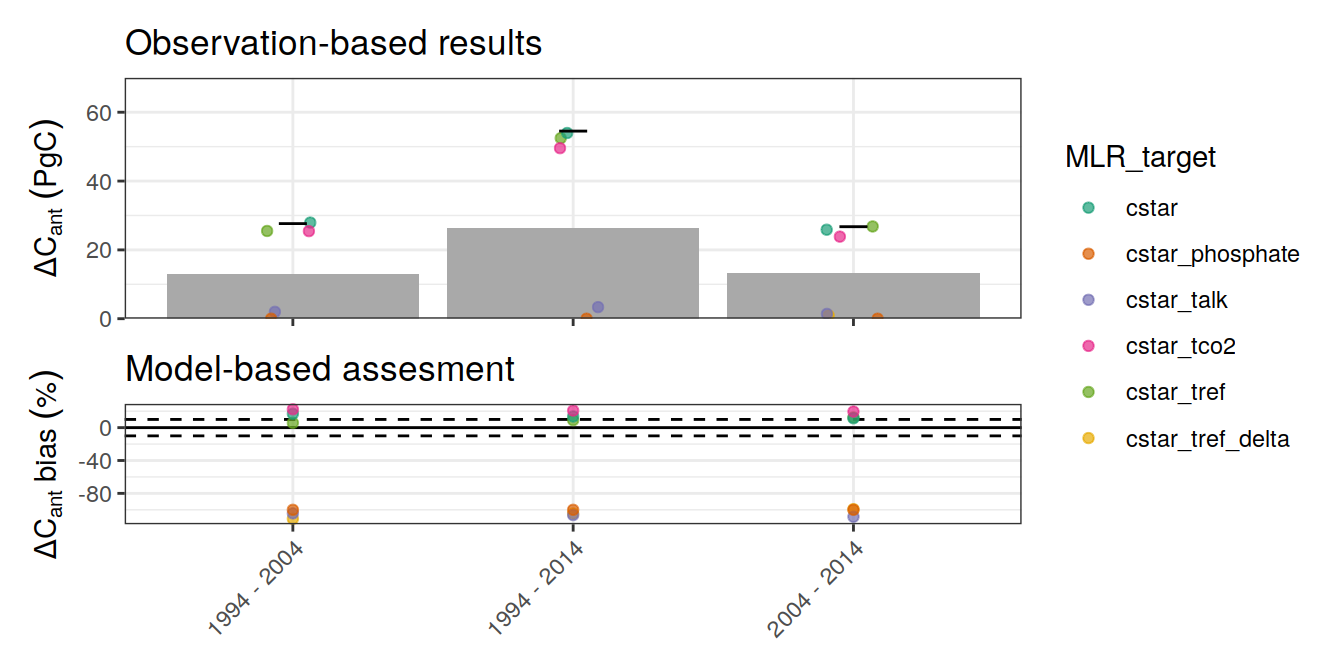 Observation-based results
ΔCant (PgC)
60
40
20
0
Model-based assesment
ΔCant bias (%)
0
-40
-80
1994 - 2004
1994 - 2014
2004 - 2014
MLR_target
cstar
cstar_phosphate
cstar_talk
cstar_tco2
cstar_tref
cstar_tref_delta